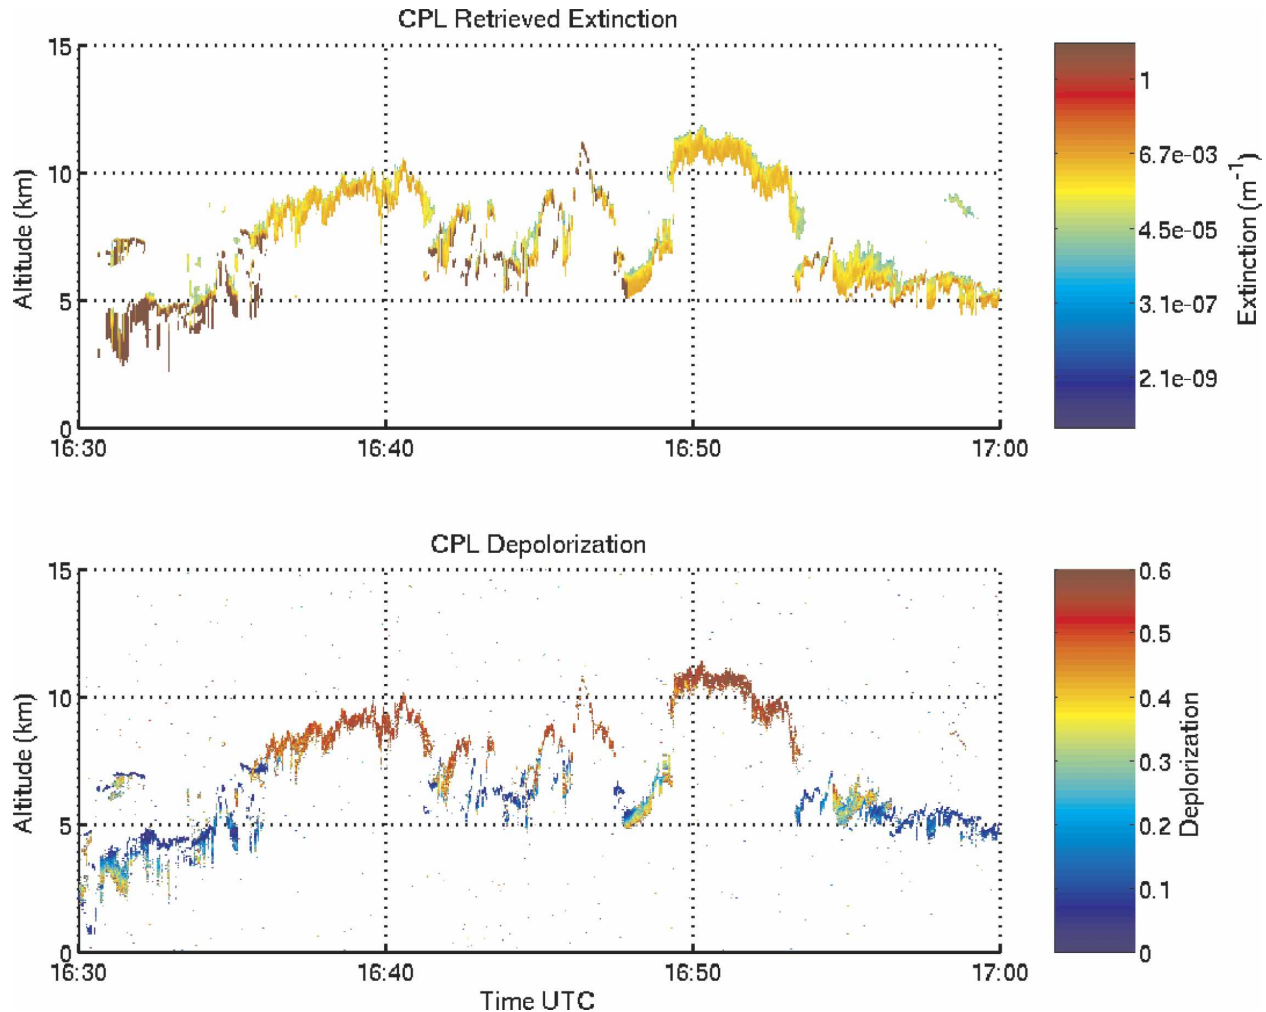 CPL Retrieved Extinction
15
10
5
0
Altitude (km)
16:30
16:40
16:50
17:00
1
6.7e-03
4.5e-05
3.1e-07
2.1e-09
Extinction (m⁻¹)
CPL Depolorization
15
10
5
0
Altitude (km)
16:30
16:40
16:50
17:00
Time UTC
0.6
0.5
0.4
0.3
0.2
0.1
0
Deplorization